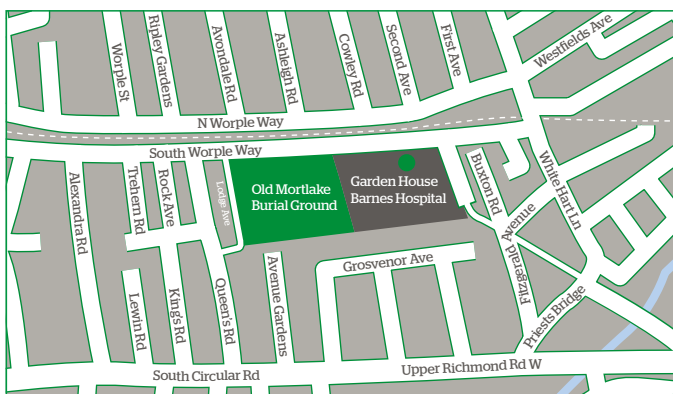 Worple St
Ripley Gardens
Avondale Rd
Ashleigh Rd
Cowley Rd
Second Ave
First Ave
Westfields Ave
N Worple Way
South Worple Way
Alexandra Rd
Trehern Rd
Rock Ave
Lodge Ave
Old Mortlake
Burial Ground
Garden House
Barnes Hospital
Buxton Rd
White Hart Ln
Fitzgerald Avenue
Grosvenor Ave
Lewin Rd
King's Rd
Queen's Rd
Avenue Gardens
Priests Bridge
South Circular Rd
Upper Richmond Rd W